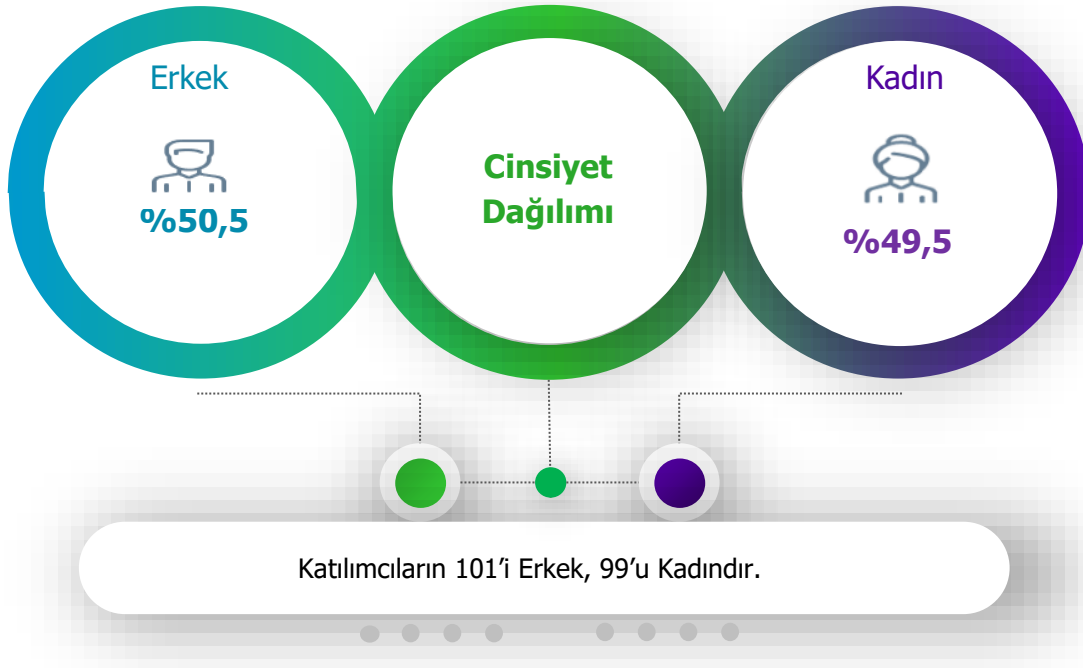 Erkek
%50,5
Cinsiyet
Dağılımı
Kadın
%49,5
Katılımcıların 101’i Erkek, 99’u Kadındır.